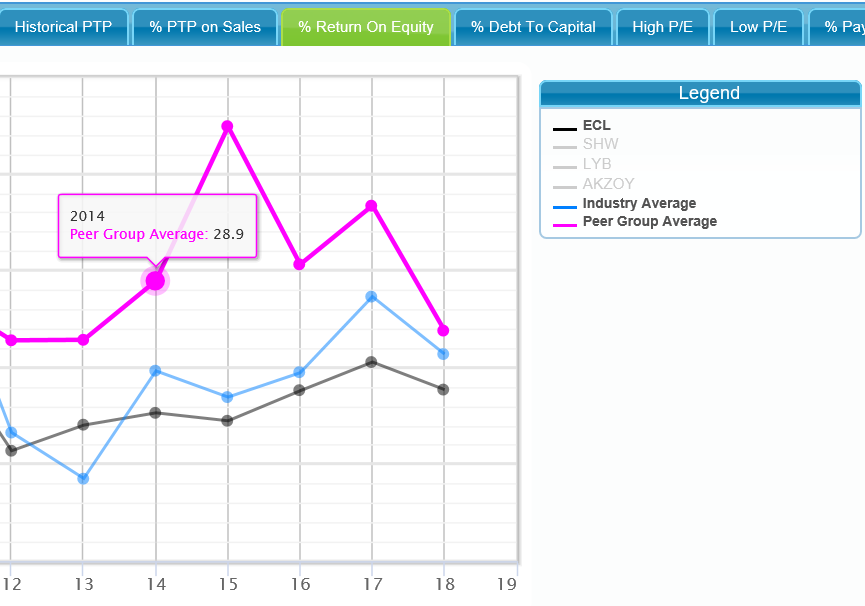 Historical PTP
% PTP on Sales
% Return On Equity
% Debt To Capital
High P/E
Low P/E
% Pay
Legend
ECL
SHW
LYB
AKZOY
Industry Average
Peer Group Average
2014
Peer Group Average: 28.9
12 13 14 15 16 17 18 19